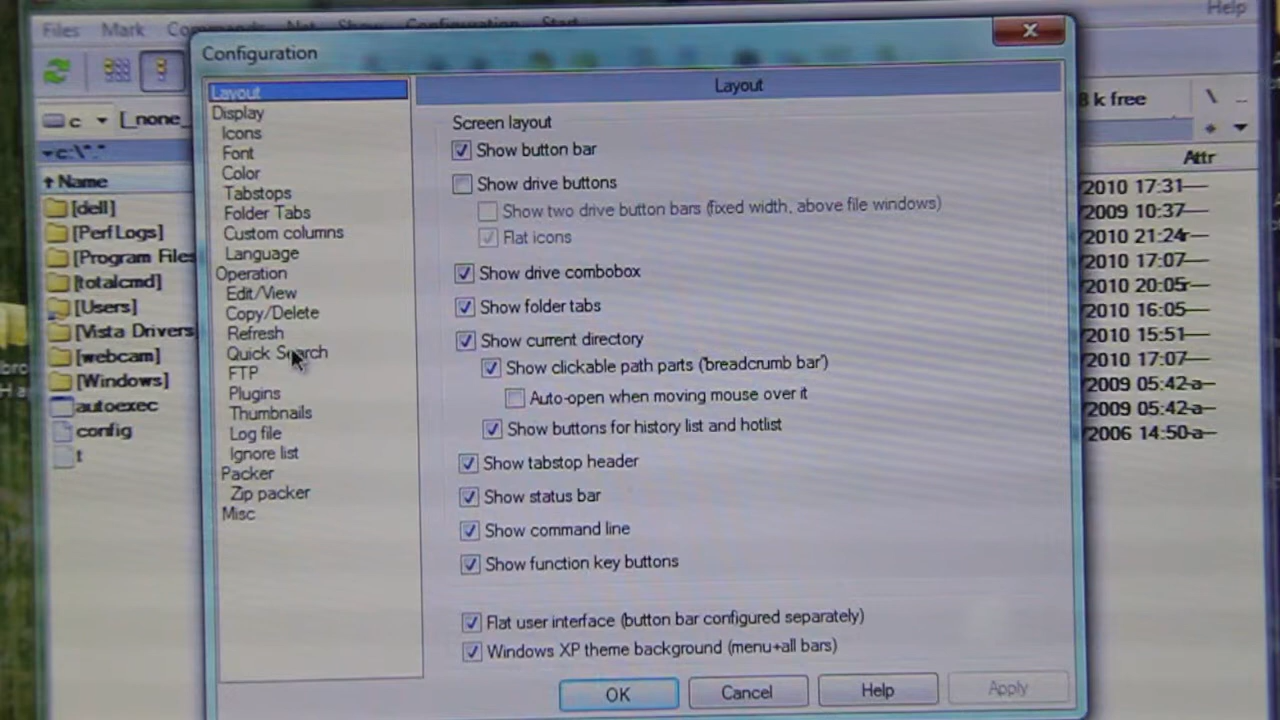 Files Mark Commands Net Show Configuration Start Help
Configuration
Layout
Display
Icons
Font
Color
Tabstops
Folder Tabs
Custom columns
Language
Operation
Edit/View
Copy/Delete
Refresh
Quick Search
FTP
Plugins
Thumbnails
Log file
Ignore list
Packer
Zip packer
Misc
Layout
Screen layout
Show button bar
Show drive buttons
Show two drive button bars (fixed width, above file windows)
Flat icons
Show drive combobox
Show folder tabs
Show current directory
Show clickable path parts ('breadcrumb bar')
Auto-open when moving mouse over it
Show buttons for history list and hotlist
Show tabstop header
Show status bar
Show command line
Show function key buttons
Flat user interface (button bar configured separately)
Windows XP theme background (menu+all bars)
OK Cancel Help Apply
c [_none_
c:\*.*
Name
[dell]
[PerfLogs]
[Program Files
[totalcmd]
[Users]
[Vista Drivers
[webcam]
[Windows]
autoexec
config
t
8 k free \ ..
* 
Attr
/2010 17:31 —
/2009 10:37 —
/2010 21:24 r—
/2010 17:07 —
/2010 20:05 r—
/2010 16:05 —
/2010 15:51 —
/2010 17:07 —
/2009 05:42 -a—
/2009 05:42 -a—
/2006 14:50 -a—